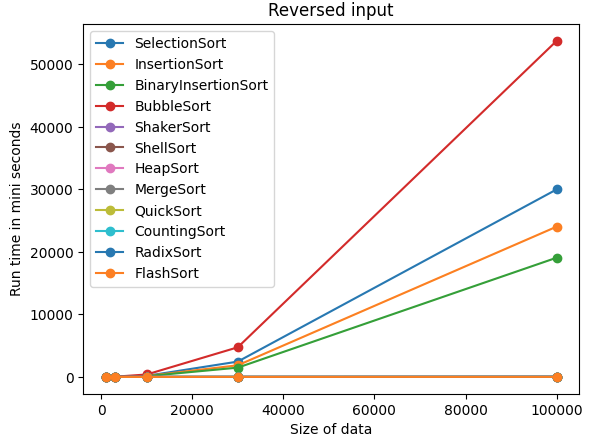 Reversed input
SelectionSort
InsertionSort
BinaryInsertionSort
BubbleSort
ShakerSort
ShellSort
HeapSort
MergeSort
QuickSort
CountingSort
RadixSort
FlashSort
50000
40000
30000
20000
10000
0
Run time in mini seconds
0 20000 40000 60000 80000 100000
Size of data